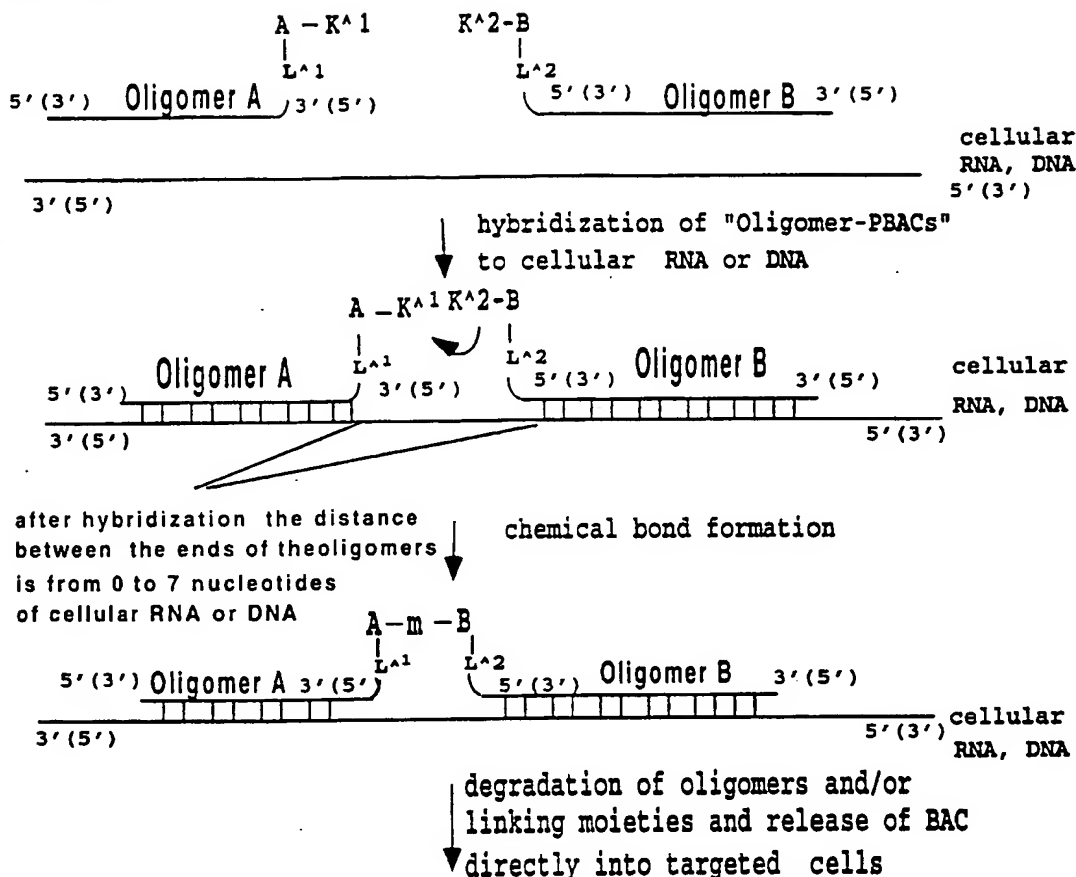 A – K^1 K^2-B
L^1 L^2
5'(3') Oligomer A 3'(5') 5'(3') Oligomer B 3'(5')
cellular
RNA, DNA
3'(5') 5'(3')
hybridization of "Oligomer-PBACs"
to cellular RNA or DNA
A – K^1 K^2-B
L^1 L^2
5'(3') Oligomer A 3'(5') 5'(3') Oligomer B 3'(5')
cellular
RNA, DNA
3'(5') 5'(3')
after hybridization the distance
between the ends of theoligomers
is from 0 to 7 nucleotides
of cellular RNA or DNA
chemical bond formation
A – m – B
L^1 L^2
5'(3') Oligomer A 3'(5') 5'(3') Oligomer B 3'(5')
3'(5') 5'(3') cellular
RNA, DNA
degradation of oligomers and/or
linking moieties and release of BAC
directly into targeted cells